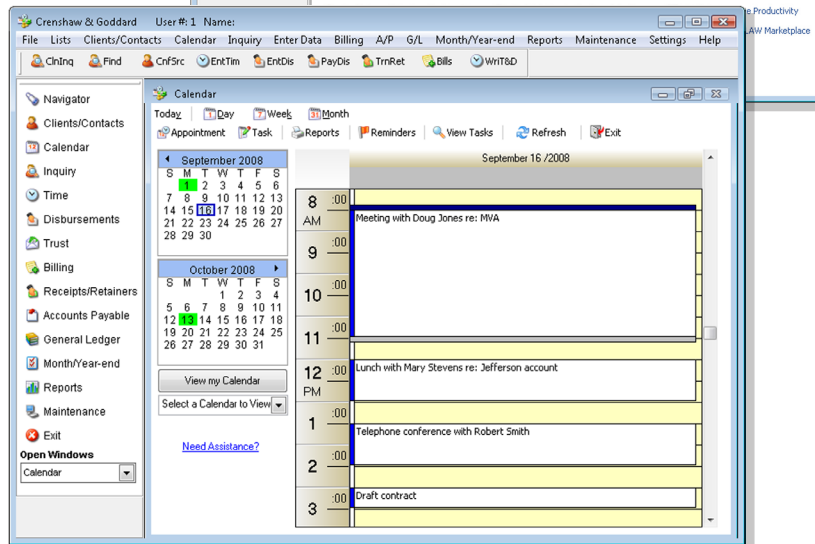 Crenshaw & Goddard User #: 1 Name:
e Productivity
LAW Marketplace
File Lists Clients/Contacts Calendar Inquiry Enter Data Billing A/P G/L Month/Year-end Reports Maintenance Settings Help
ClnInq Find CnfSrc EntTim EntDis PayDis TrnRet Bills WriT&D
Navigator
Clients/Contacts
Calendar
Inquiry
Time
Disbursements
Trust
Billing
Receipts/Retainers
Accounts Payable
General Ledger
Month/Year-end
Reports
Maintenance
Exit
Open Windows
Calendar
Calendar
Today Day Week Month
Appointment Task Reports Reminders View Tasks Refresh Exit
September 2008
S M T W T F S
1 2 3 4 5 6
7 8 9 10 11 12 13
14 15 16 17 18 19 20
21 22 23 24 25 26 27
28 29 30
October 2008
S M T W T F S
1 2 3 4
5 6 7 8 9 10 11
12 13 14 15 16 17 18
19 20 21 22 23 24 25
26 27 28 29 30 31
View my Calendar
Select a Calendar to View
Need Assistance?
September 16 /2008
8 :00
AM
Meeting with Doug Jones re: MVA
9 :00
10 :00
11 :00
12 :00 Lunch with Mary Stevens re: Jefferson account
PM
1 :00
Telephone conference with Robert Smith
2 :00
3 :00 Draft contract